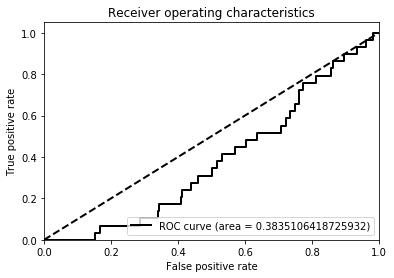 Receiver operating characteristics
1.0
0.8
0.6
0.4
0.2
0.0
True positive rate
ROC curve (area = 0.3835106418725932)
0.0 0.2 0.4 0.6 0.8 1.0
False positive rate